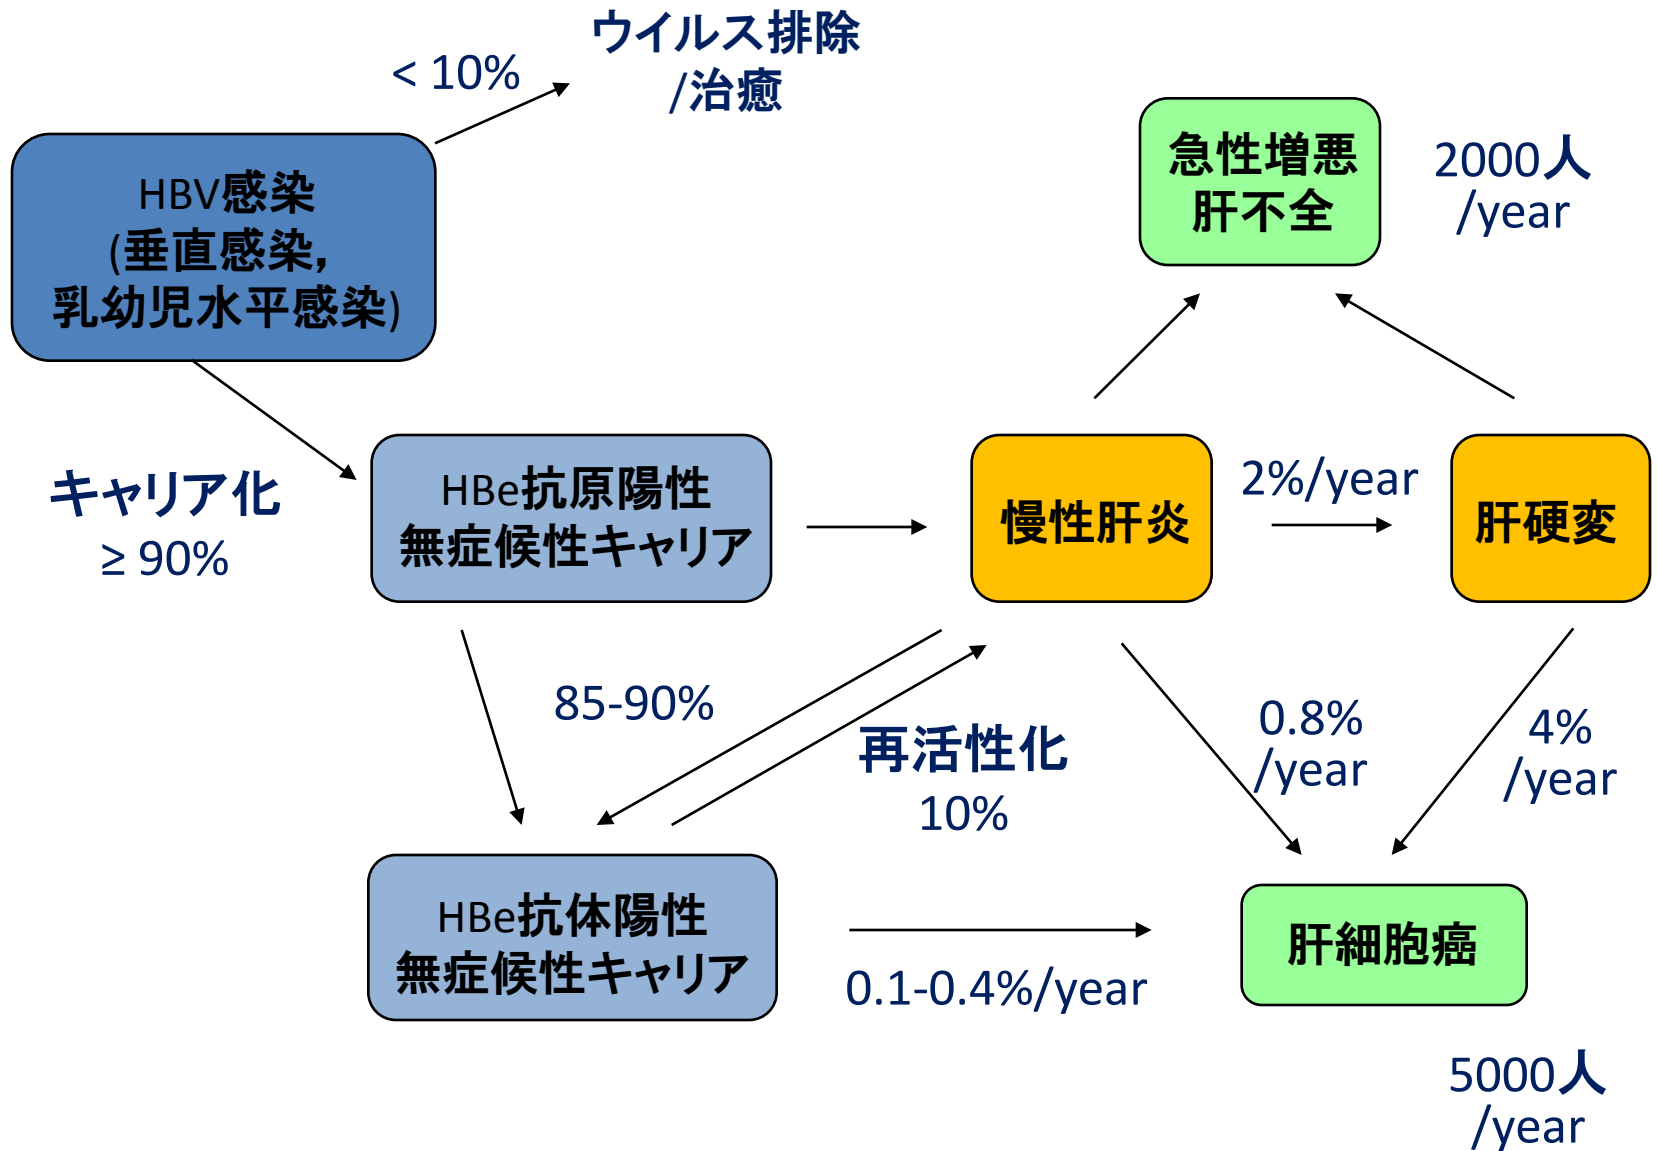 ウイルス排除
/治癒
< 10%
HBV感染
(垂直感染,
乳幼児水平感染)
急性増悪
肝不全
2000人
/year
キャリア化
≥ 90%
HBe抗原陽性
無症候性キャリア
慢性肝炎
2%/year
肝硬変
85-90%
再活性化
10%
0.8%
/year
4%
/year
HBe抗体陽性
無症候性キャリア
0.1-0.4%/year
肝細胞癌
5000人
/year